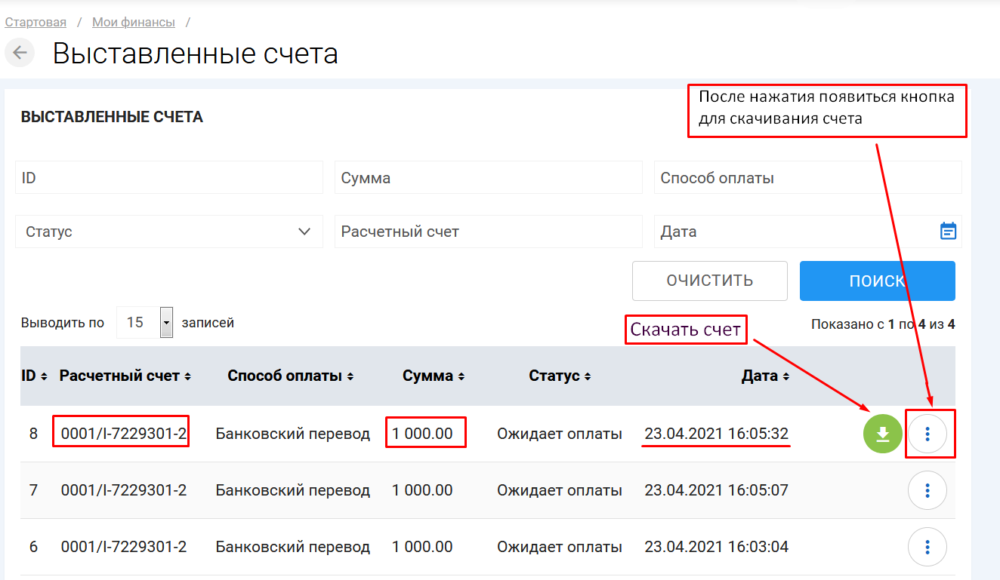 Стартовая / Мои финансы /
Выставленные счета
После нажатия появиться кнопка
для скачивания счета
ВЫСТАВЛЕННЫЕ СЧЕТА
ID Сумма Способ оплаты
Статус Расчетный счет Дата
ОЧИСТИТЬ ПОИСК
Выводить по 15 записей Показано с 1 по 4 из 4
Скачать счет
ID Расчетный счет Способ оплаты Сумма Статус Дата
8 0001/I-7229301-2 Банковский перевод 1 000.00 Ожидает оплаты 23.04.2021 16:05:32
7 0001/I-7229301-2 Банковский перевод 1 000.00 Ожидает оплаты 23.04.2021 16:05:07
6 0001/I-7229301-2 Банковский перевод 1 000.00 Ожидает оплаты 23.04.2021 16:03:04